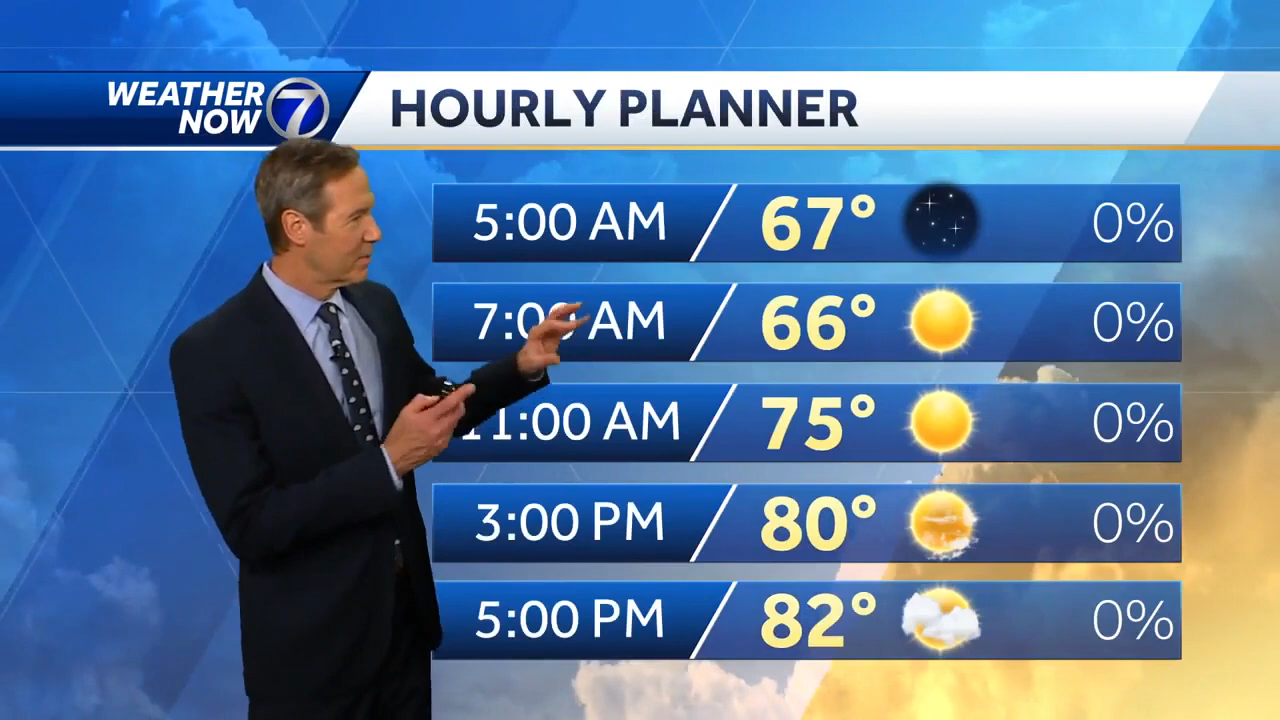 WEATHER
NOW 7
HOURLY PLANNER
5:00 AM 67° 0%
7:00 AM 66° 0%
11:00 AM 75° 0%
3:00 PM 80° 0%
5:00 PM 82° 0%